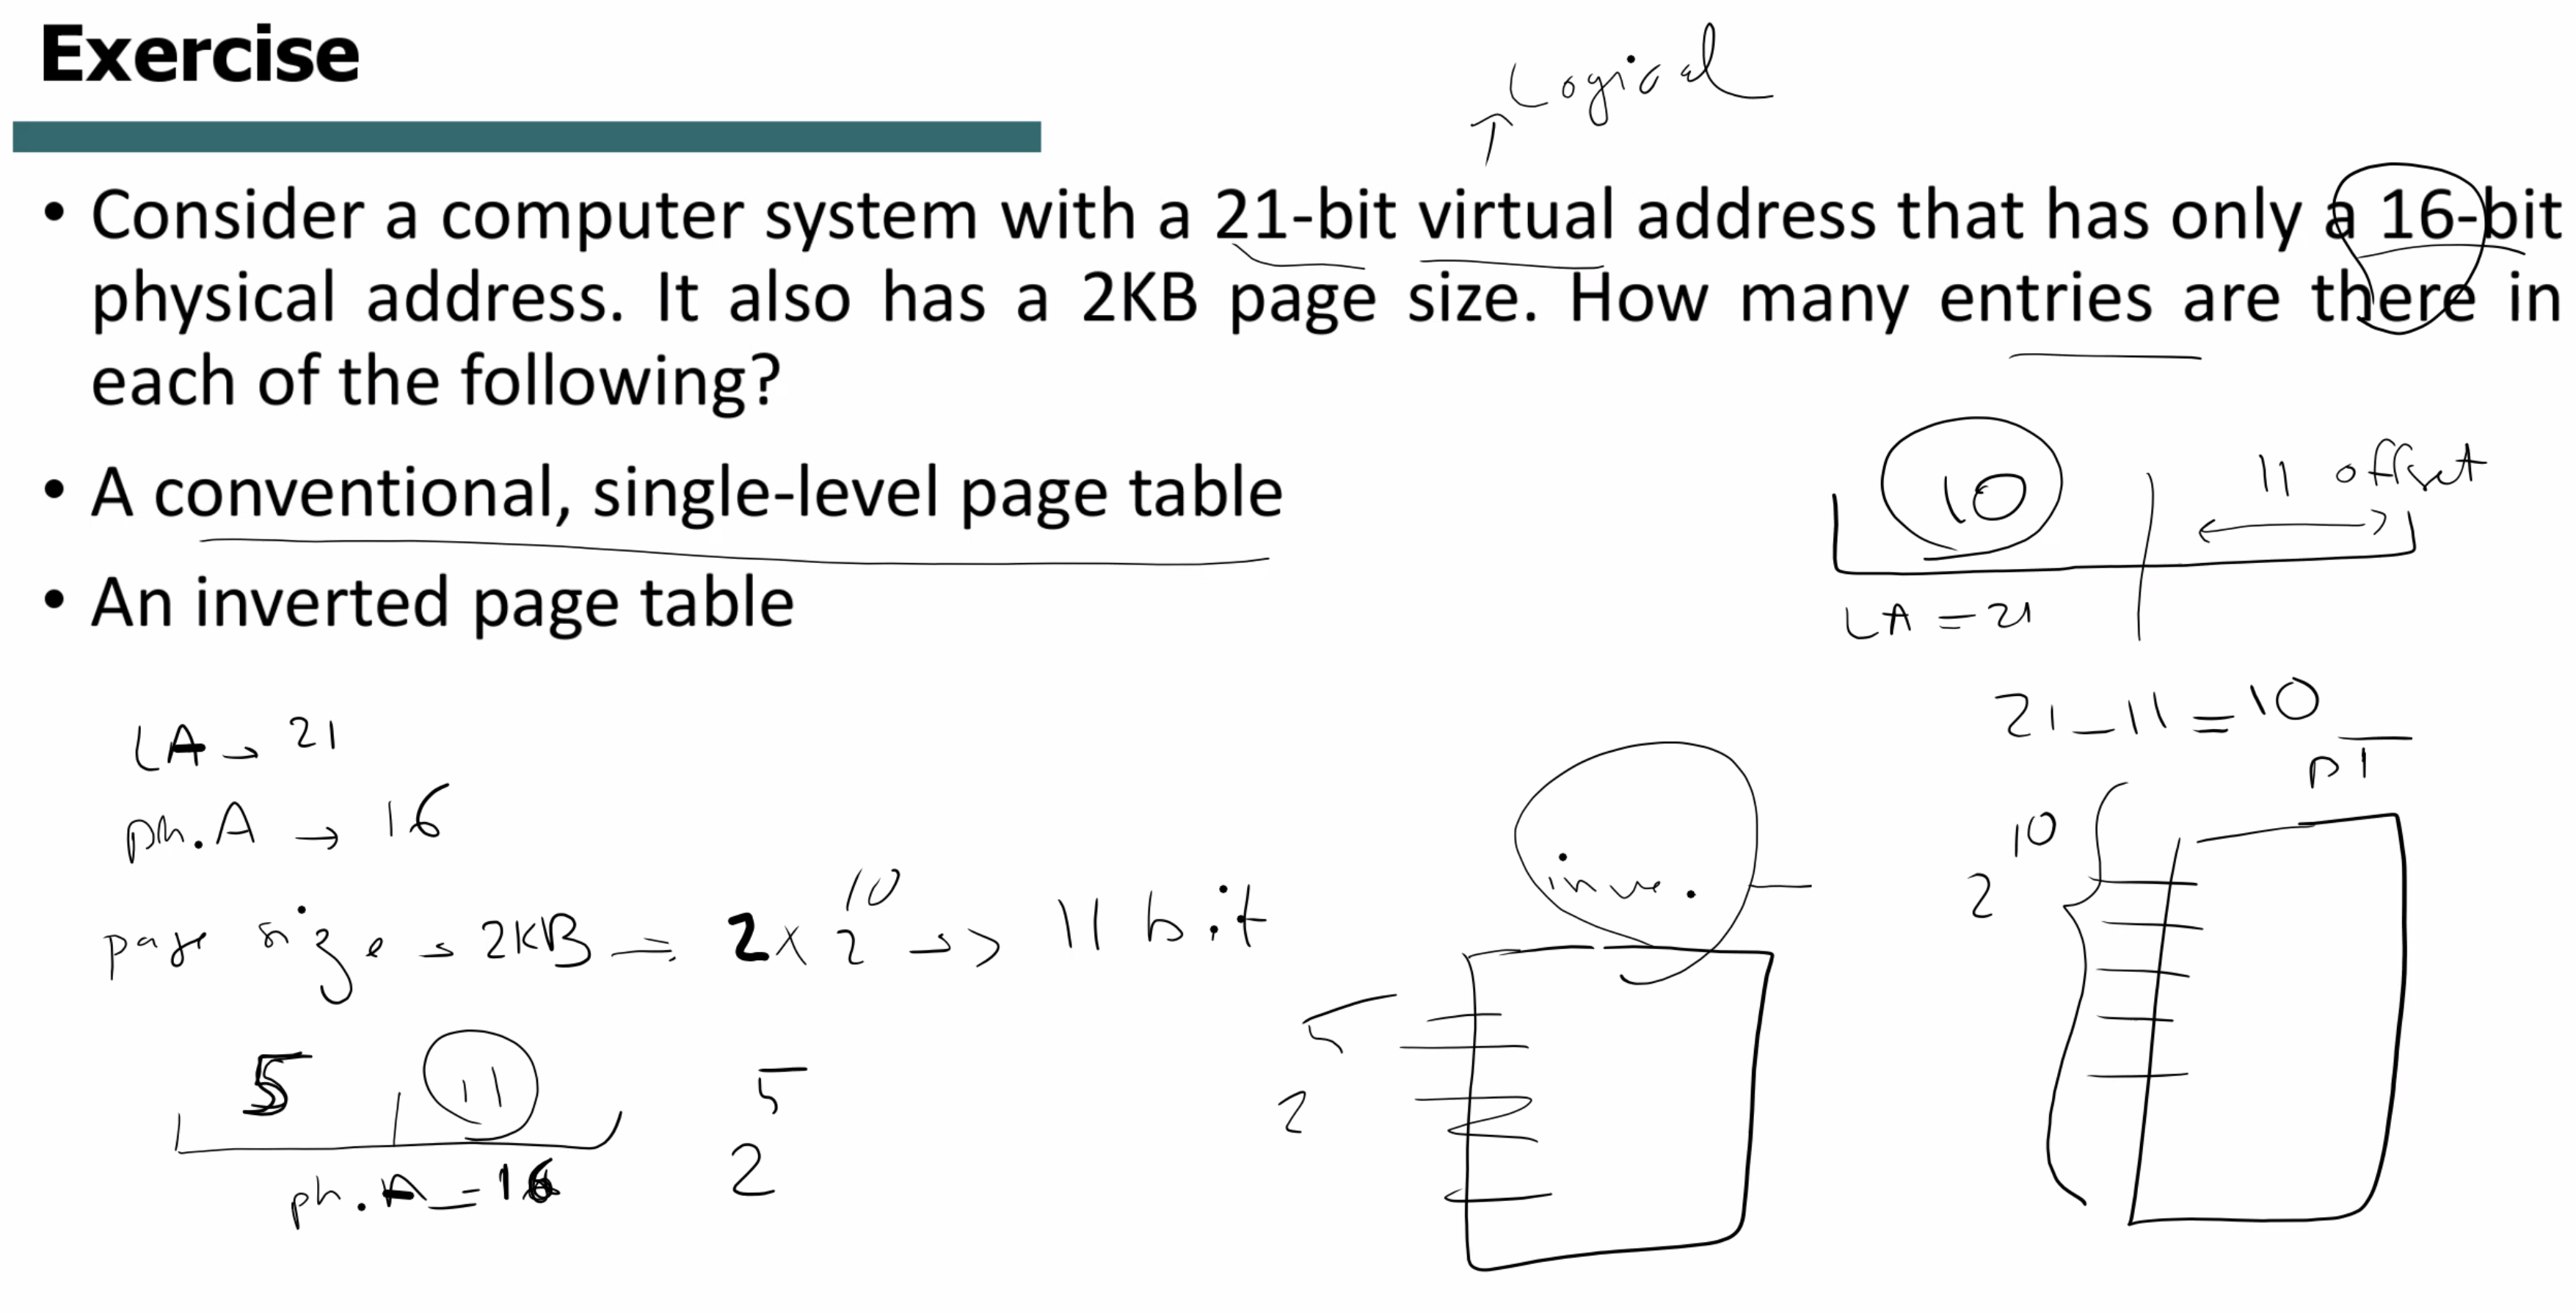 Exercise
Logical
• Consider a computer system with a 21-bit virtual address that has only a 16-bit
physical address. It also has a 2KB page size. How many entries are there in
each of the following?
• A conventional, single-level page table
• An inverted page table
10 11 offset
LA = 21
21 - 11 = 10
LA → 21
ph.A → 16
page size → 2KB = 2 x 2^10 => 11 bit
5 11
ph.A = 16
2^5
inve.
2^5
PT
2^10